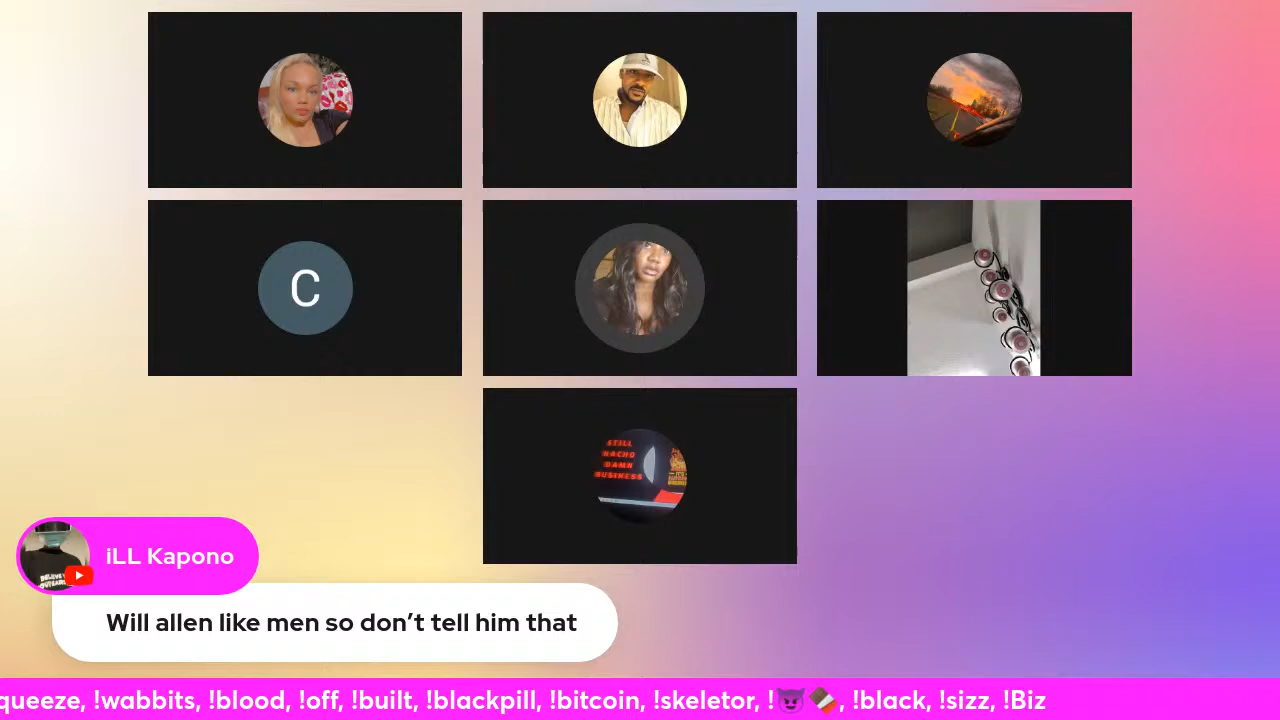 C
STILL
NACHO
DAMN
BUSINESS
iLL Kapono
Will allen like men so don’t tell him that
queeze, !wabbits, !blood, !off, !built, !blackpill, !bitcoin, !skeletor, !😈🍫, !black, !sizz, !Biz